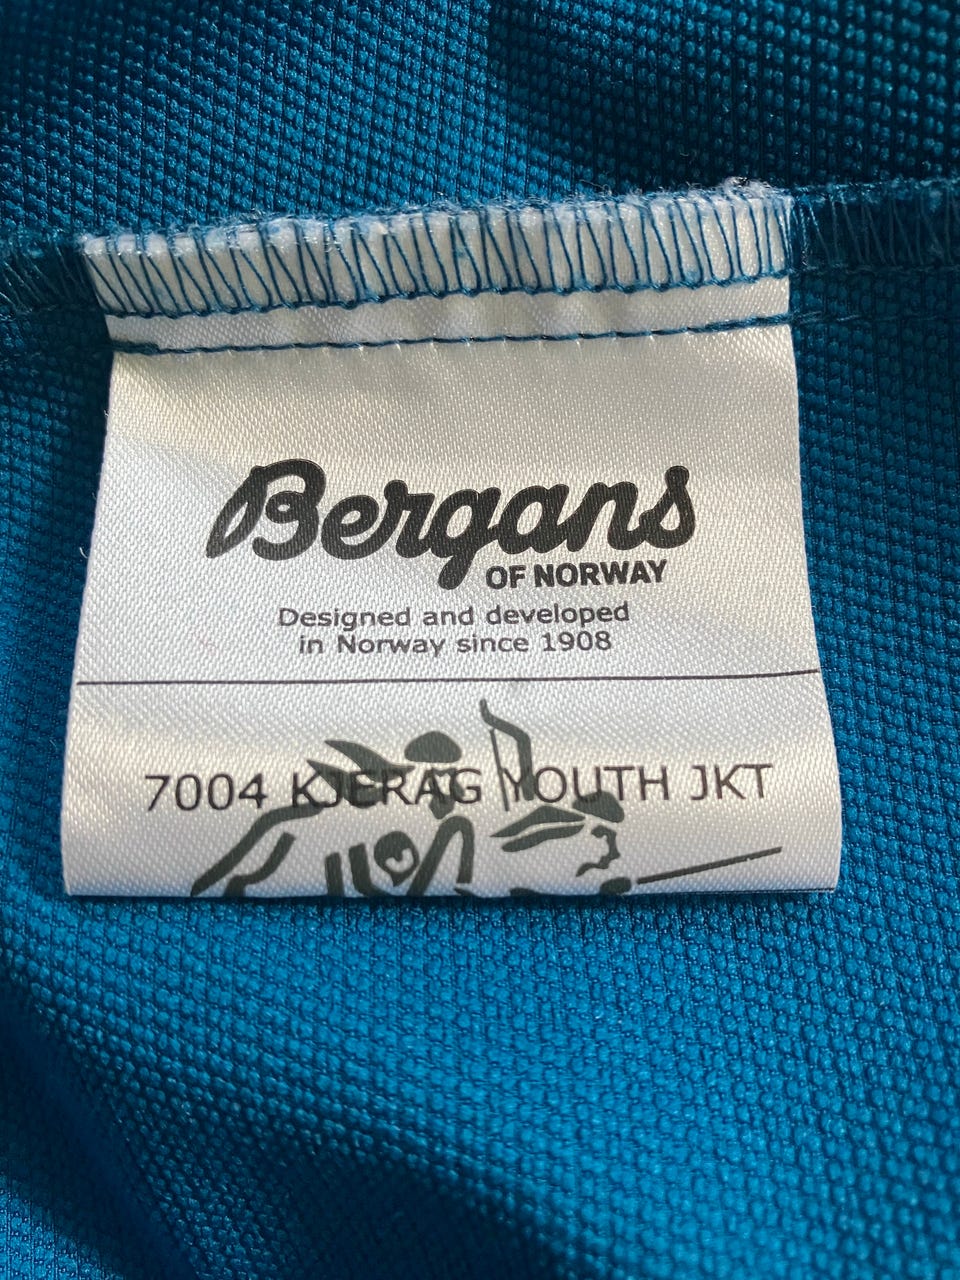 Bergans
OF NORWAY
Designed and developed
in Norway since 1908
7004 KJERAG YOUTH JKT